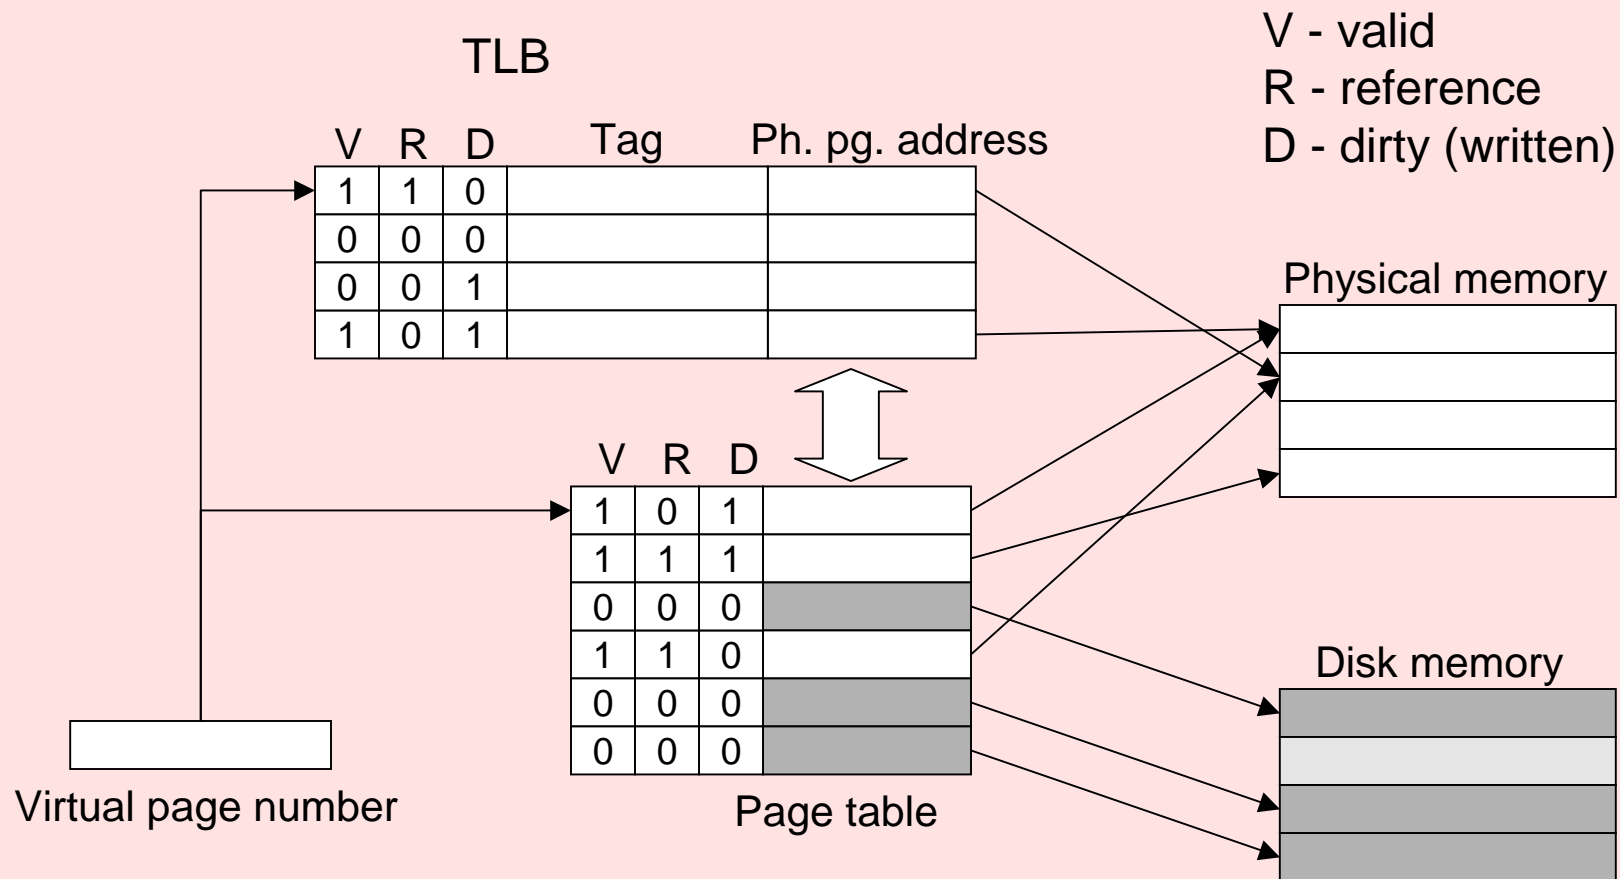 TLB
V - valid
R - reference
D - dirty (written)
V R D Tag Ph. pg. address
1 1 0
0 0 0
0 0 1
1 0 1
Physical memory
V R D
1 0 1
1 1 1
0 0 0
1 1 0
0 0 0
0 0 0
Disk memory
Virtual page number
Page table